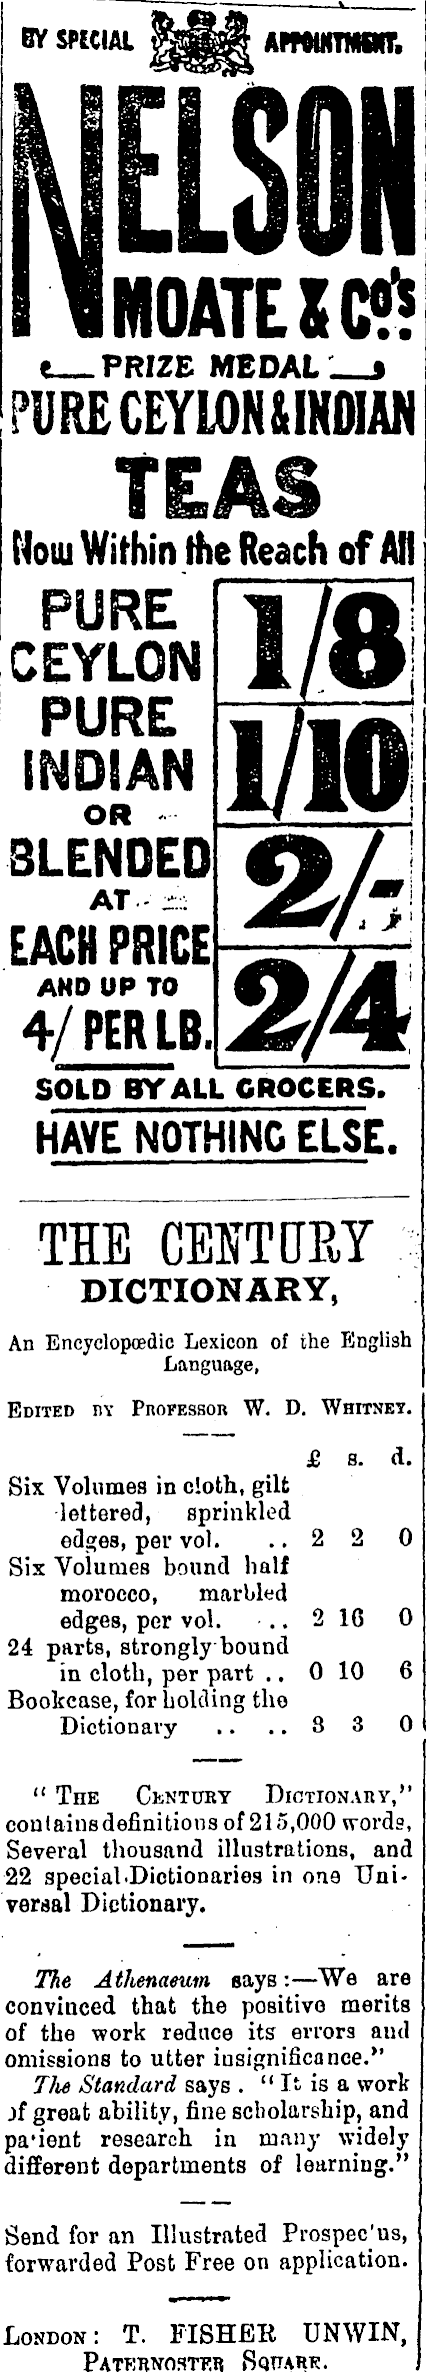 BY SPECIAL APPOINTMENT.
NELSON
MOATE & Co's
PRIZE MEDAL
PURE CEYLON & INDIAN
TEAS
Now Within the Reach of All
PURE
CEYLON
PURE
INDIAN
OR
BLENDED
AT
EACH PRICE
AND UP TO
4/ PER LB.
1/8
1/10
2/-
2/4
SOLD BY ALL GROCERS.
HAVE NOTHING ELSE.
THE CENTURY
DICTIONARY,
An Encyclopœdic Lexicon of the English
Language,
EDITED BY PROFESSOR W. D. WHITNEY.
£ s. d.
Six Volumes in cloth, gilt
lettered, sprinkled
edges, per vol. .. 2 2 0
Six Volumes bound half
morocco, marbled
edges, per vol. .. 2 16 0
24 parts, strongly bound
in cloth, per part .. 0 10 6
Bookcase, for holding the
Dictionary .. .. 3 3 0
"THE CENTURY DICTIONARY,"
contains definitions of 215,000 words,
Several thousand illustrations, and
22 special Dictionaries in one Uni-
versal Dictionary.
The Athenaeum says:—We are
convinced that the positive merits
of the work reduce its errors and
omissions to utter insignificance."
The Standard says. "It is a work
of great ability, fine scholarship, and
patient research in many widely
different departments of learning."
Send for an Illustrated Prospectus,
forwarded Post Free on application.
LONDON: T. FISHER UNWIN,
PATERNOSTER SQUARE.